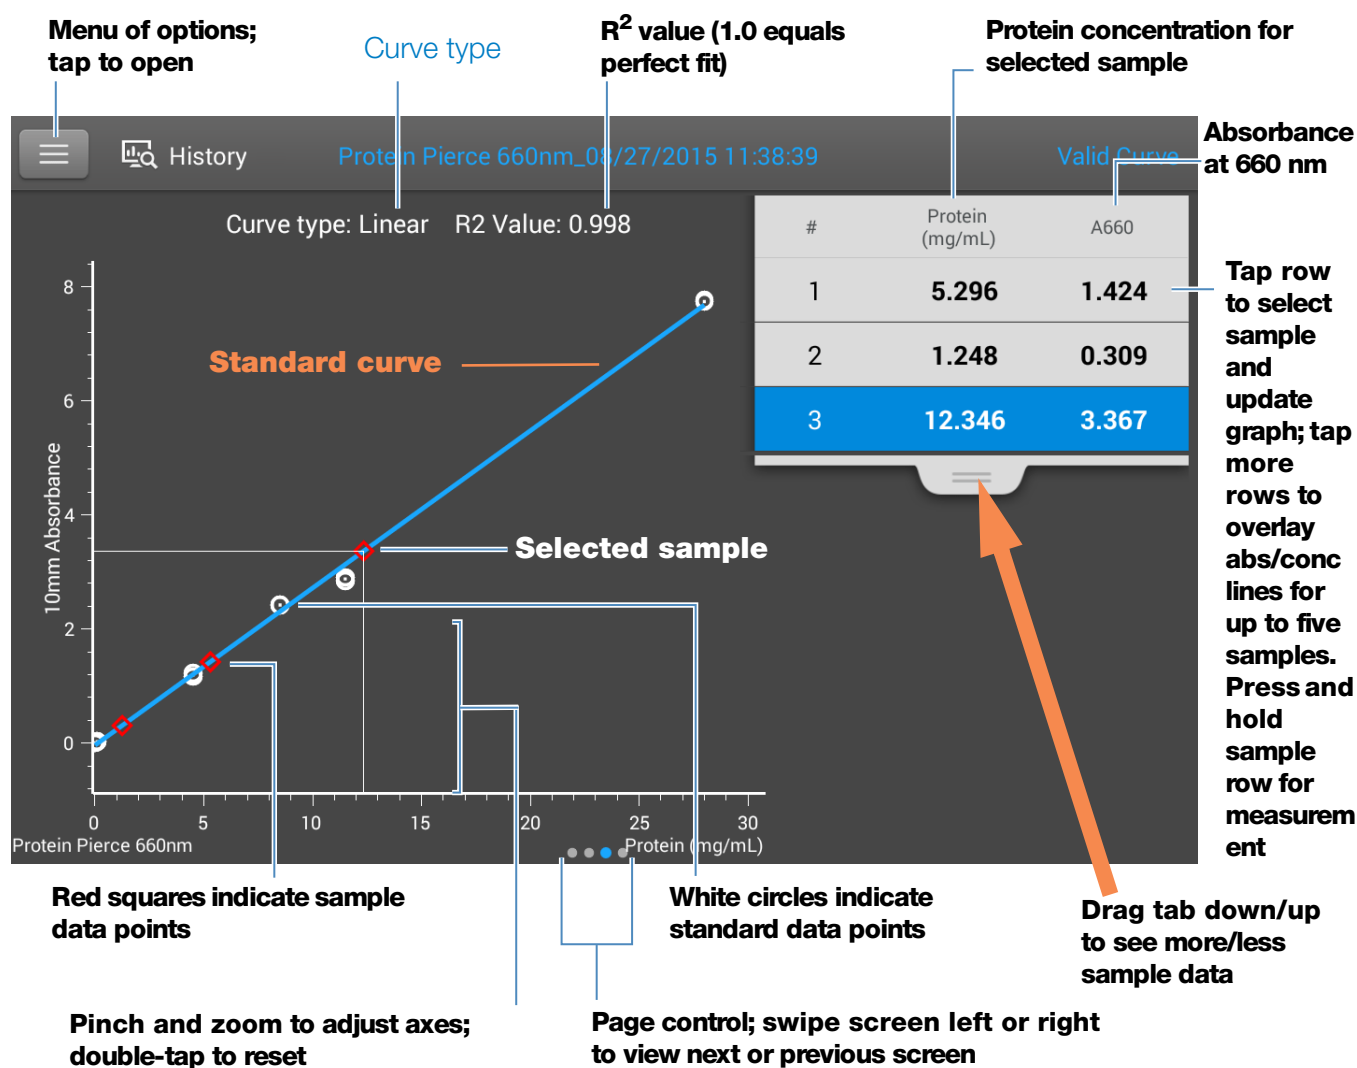 Menu of options;
tap to open
Curve type
R2 value (1.0 equals
perfect fit)
Protein concentration for
selected sample
Absorbance
at 660 nm
History
Protein Pierce 660nm_08/27/2015 11:38:39
Valid Curve
Curve type: Linear R2 Value: 0.998
# Protein (mg/mL) A660
1 5.296 1.424
2 1.248 0.309
3 12.346 3.367
Tap row
to select
sample
and
update
graph; tap
more
rows to
overlay
abs/conc
lines for
up to five
samples.
Press and
hold
sample
row for
measurem
ent
Standard curve
Selected sample
10mm Absorbance
8
6
4
2
0
0 5 10 15 20 25 30
Protein Pierce 660nm
Protein (mg/mL)
Red squares indicate sample
data points
White circles indicate
standard data points
Drag tab down/up
to see more/less
sample data
Pinch and zoom to adjust axes;
double-tap to reset
Page control; swipe screen left or right
to view next or previous screen